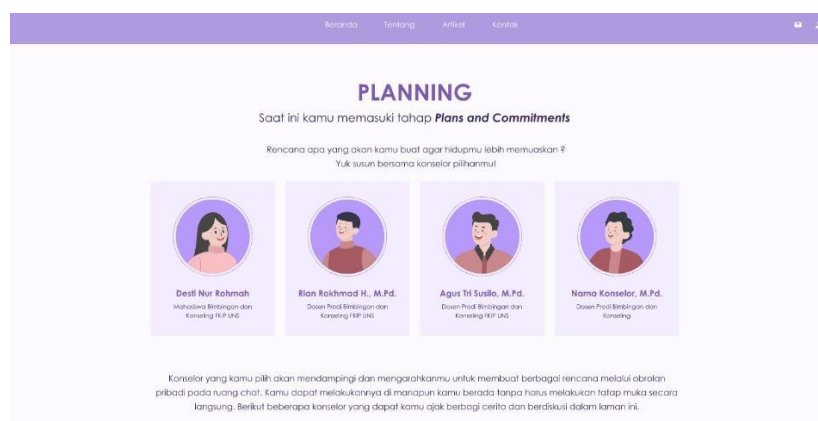 Beranda Tentang Artikel Kontak
PLANNING
Saat ini kamu memasuki tahap Plans and Commitments
Rencana apa yang akan kamu buat agar hidupmu lebih memuaskan ?
Yuk susun bersama konselor pilihanmu!
Desti Nur Rohmah
Mahasiswa Bimbingan dan
Konseling FKIP UNS
Rian Rokhmad H., M.Pd.
Dosen Prodi Bimbingan dan
Konseling FKIP UNS
Agus Tri Susilo, M.Pd.
Dosen Prodi Bimbingan dan
Konseling FKIP UNS
Nama Konselor, M.Pd.
Dosen Prodi Bimbingan dan
Konseling
Konselor yang kamu pilih akan mendampingi dan mengarahkanmu untuk membuat berbagai rencana melalui obrolan
pribadi pada ruang chat. Kamu dapat melakukannya di manapun kamu berada tanpa harus melakukan tatap muka secara
langsung. Berikut beberapa konselor yang dapat kamu ajak berbagi cerita dan berdiskusi dalam laman ini.